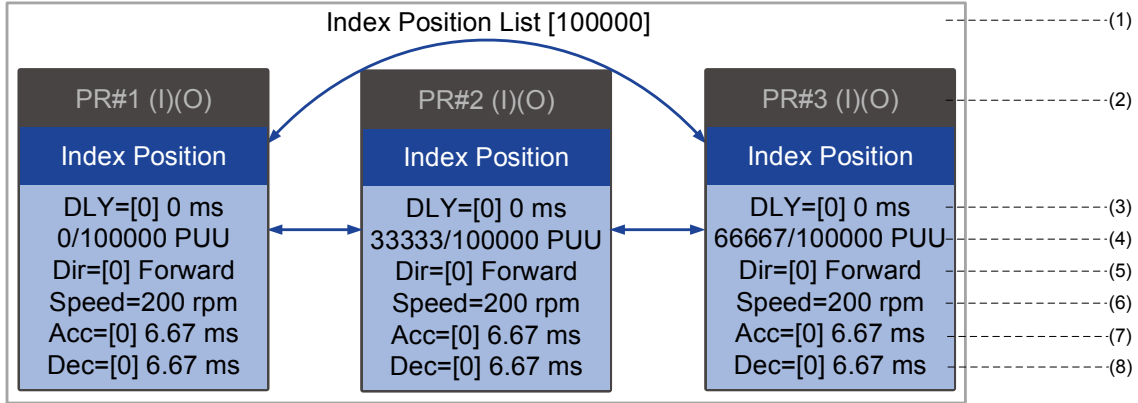 Index Position List [100000]
(1)
PR#1 (I)(O)
PR#2 (I)(O)
PR#3 (I)(O)
(2)
Index Position
Index Position
Index Position
DLY=[0] 0 ms
DLY=[0] 0 ms
DLY=[0] 0 ms
(3)
0/100000 PUU
33333/100000 PUU
66667/100000 PUU
(4)
Dir=[0] Forward
Dir=[0] Forward
Dir=[0] Forward
(5)
Speed=200 rpm
Speed=200 rpm
Speed=200 rpm
(6)
Acc=[0] 6.67 ms
Acc=[0] 6.67 ms
Acc=[0] 6.67 ms
(7)
Dec=[0] 6.67 ms
Dec=[0] 6.67 ms
Dec=[0] 6.67 ms
(8)